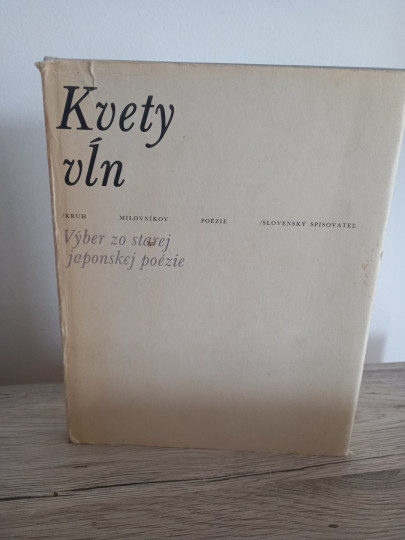 Kvety
vĺn
/KRUH MILOVNÍKOV POÉZIE /SLOVENSKÝ SPISOVATEĽ
Výber zo starej
japonskej poézie